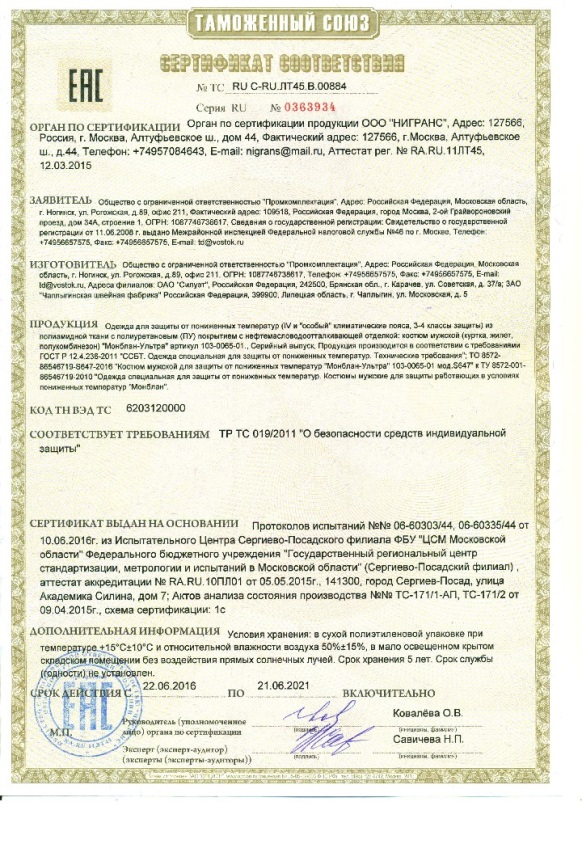 ТАМОЖЕННЫЙ СОЮЗ
ЕАС
СЕРТИФИКАТ СООТВЕТСТВИЯ
№ ТС RU C-RU.ЛТ45.В.00884
Серия RU № 0363934
ОРГАН ПО СЕРТИФИКАЦИИ Орган по сертификации продукции ООО "НИГРАНС", Адрес: 127566,
Россия, г. Москва, Алтуфьевское ш., дом 44, Фактический адрес: 127566, г.Москва, Алтуфьевское
ш., д.44, Телефон: +74957084643, E-mail: nigrans@mail.ru, Аттестат рег. № RA.RU.11ЛТ45,
12.03.2015
ЗАЯВИТЕЛЬ Общество с ограниченной ответственностью "Промкомплектация". Адрес: Российская Федерация, Московская область,
г. Ногинск, ул. Рогожская, д.89, офис 211, Фактический адрес: 109518, Российская Федерация, город Москва, 2-ой Грайвороновский
проезд, дом 34А, строение 1, ОГРН: 1087746738617. Сведения о государственной регистрации: Свидетельство о государственной
регистрации от 11.06.2008 г. выдано Межрайонной инспекцией Федеральной налоговой службы №46 по г. Москве, Телефон:
+74956657575, Факс: +74956657575, E-mail: td@vostok.ru
ИЗГОТОВИТЕЛЬ Общество с ограниченной ответственностью "Промкомплектация". Адрес: Российская Федерация, Московская
область, г. Ногинск, ул. Рогожская, д.89, офис 211, ОГРН: 1087746738617, Телефон: +74956657575, Факс: +74956657575, E-mail:
td@vostok.ru, Адреса филиалов: ОАО "Силуэт", Российская Федерация, 242500, Брянская обл., г. Карачев, ул. Советская, д. 37/в; ЗАО
"Чаплыгинская швейная фабрика" Российская Федерация, 399900, Липецкая область, г. Чаплыгин, ул. Московская, д. 5
ПРОДУКЦИЯ Одежда для защиты от пониженных температур (IV и "особый" климатические пояса, 3-4 классы защиты) из
полиамидной ткани с полиуретановым (ПУ) покрытием с нефтемасловодоотталкивающей отделкой: костюм мужской (куртка, жилет,
полукомбинезон) "Монблан-Ультра" артикул 103-0065-01. Серийный выпуск, Продукция производится в соответствии с требованиями
ГОСТ Р 12.4.236-2011 "ССБТ. Одежда специальная для защиты от пониженных температур. Технические требования"; ТО 8572-
86546719-S647-2016 "Костюм мужской для защиты от пониженных температур "Монблан-Ультра" 103-0065-01 мод.S647" к ТУ 8572-001-
86546719-2010 "Одежда специальная для защиты от пониженных температур. Костюмы мужские для защиты работающих в условиях
пониженных температур "Монблан".
КОД ТН ВЭД ТС 6203120000
СООТВЕТСТВУЕТ ТРЕБОВАНИЯМ ТР ТС 019/2011 "О безопасности средств индивидуальной
защиты"
СЕРТИФИКАТ ВЫДАН НА ОСНОВАНИИ Протоколов испытаний №№ 06-60303/44, 06-60335/44 от
10.06.2016г. из Испытательного Центра Сергиево-Посадского филиала ФБУ "ЦСМ Московской
области" Федерального бюджетного учреждения "Государственный региональный центр
стандартизации, метрологии и испытаний в Московской области" (Сергиево-Посадский филиал) ,
аттестат аккредитации № RA.RU.10ПЛ01 от 05.05.2015г., 141300, город Сергиев-Посад, улица
Академика Силина, дом 7; Актов анализа состояния производства №№ ТС-171/1-АП, ТС-171/2 от
09.04.2015г., схема сертификации: 1с
ДОПОЛНИТЕЛЬНАЯ ИНФОРМАЦИЯ Условия хранения: в сухой полиэтиленовой упаковке при
температуре +15°С±10°С и относительной влажности воздуха 50%±15%, в мало освещенном крытом
складском помещении без воздействия прямых солнечных лучей. Срок хранения 5 лет. Срок службы
(годности) не установлен.
СРОК ДЕЙСТВИЯ С 22.06.2016 ПО 21.06.2021 ВКЛЮЧИТЕЛЬНО
М.П.
Руководитель (уполномоченное
лицо) органа по сертификации
(подпись)
Ковалёва О.В.
(инициалы, фамилия)
Эксперт (эксперт-аудитор)
(эксперты (эксперты-аудиторы))
(подпись)
Савичева Н.П.
(инициалы, фамилия)
ЕАС